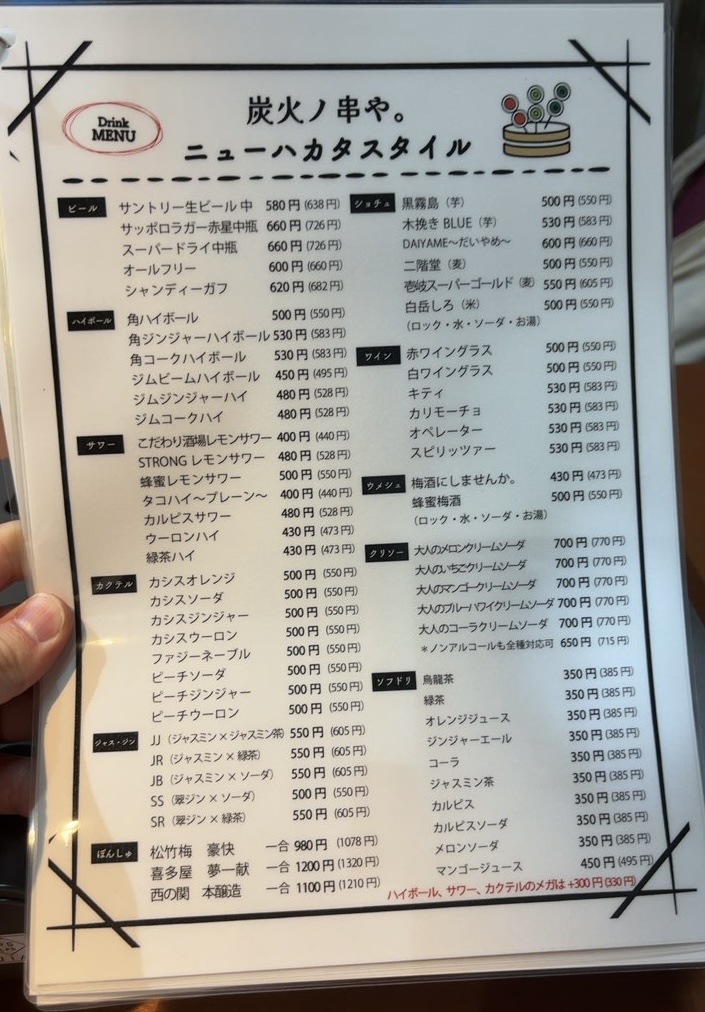 Drink
MENU
炭火ノ串や。
ニューハカタスタイル
ビール
サントリー生ビール 中 580円 (638円)
サッポロラガー赤星中瓶 660円 (726円)
スーパードライ中瓶 660円 (726円)
オールフリー 600円 (660円)
シャンディーガフ 620円 (682円)
ハイボール
角ハイボール 500円 (550円)
角ジンジャーハイボール 530円 (583円)
角コークハイボール 530円 (583円)
ジムビームハイボール 450円 (495円)
ジムジンジャーハイ 480円 (528円)
ジムコークハイ 480円 (528円)
サワー
こだわり酒場レモンサワー 400円 (440円)
STRONG レモンサワー 480円 (528円)
蜂蜜レモンサワー 500円 (550円)
タコハイ〜プレーン〜 400円 (440円)
カルピスサワー 480円 (528円)
ウーロンハイ 430円 (473円)
緑茶ハイ 430円 (473円)
カクテル
カシスオレンジ 500円 (550円)
カシスソーダ 500円 (550円)
カシスジンジャー 500円 (550円)
カシスウーロン 500円 (550円)
ファジーネーブル 500円 (550円)
ピーチソーダ 500円 (550円)
ピーチジンジャー 500円 (550円)
ピーチウーロン 500円 (550円)
ジャス・ジン
JJ（ジャスミン×ジャスミン茶） 550円 (605円)
JR（ジャスミン×緑茶） 550円 (605円)
JB（ジャスミン×ソーダ） 550円 (605円)
SS（翠ジン×ソーダ） 500円 (550円)
SR（翠ジン×緑茶） 550円 (605円)
ぽんしゅ
松竹梅 豪快 一合 980円 (1078円)
喜多屋 夢一献 一合 1200円 (1320円)
西の関 本醸造 一合 1100円 (1210円)
ショチュ
黒霧島（芋） 500円 (550円)
木挽き BLUE（芋） 530円 (583円)
DAIYAME〜だいやめ〜 600円 (660円)
二階堂（麦） 500円 (550円)
壱岐スーパーゴールド（麦） 550円 (605円)
白岳しろ（米） 500円 (550円)
（ロック・水・ソーダ・お湯）
ワイン
赤ワイングラス 500円 (550円)
白ワイングラス 500円 (550円)
キティ 530円 (583円)
カリモーチョ 530円 (583円)
オペレーター 530円 (583円)
スピリッツァー 530円 (583円)
ウメシュ
梅酒にしませんか。 430円 (473円)
蜂蜜梅酒 500円 (550円)
（ロック・水・ソーダ・お湯）
クリソー
大人のメロンクリームソーダ 700円 (770円)
大人のいちごクリームソーダ 700円 (770円)
大人のマンゴークリームソーダ 700円 (770円)
大人のブルーハワイクリームソーダ 700円 (770円)
大人のコーラクリームソーダ 700円 (770円)
＊ノンアルコールも全種対応可 650円 (715円)
ソフドリ
烏龍茶 350円 (385円)
緑茶 350円 (385円)
オレンジジュース 350円 (385円)
ジンジャーエール 350円 (385円)
コーラ 350円 (385円)
ジャスミン茶 350円 (385円)
カルピス 350円 (385円)
カルピスソーダ 350円 (385円)
メロンソーダ 350円 (385円)
マンゴージュース 450円 (495円)
ハイボール、サワー、カクテルのメガは +300円 (330円)